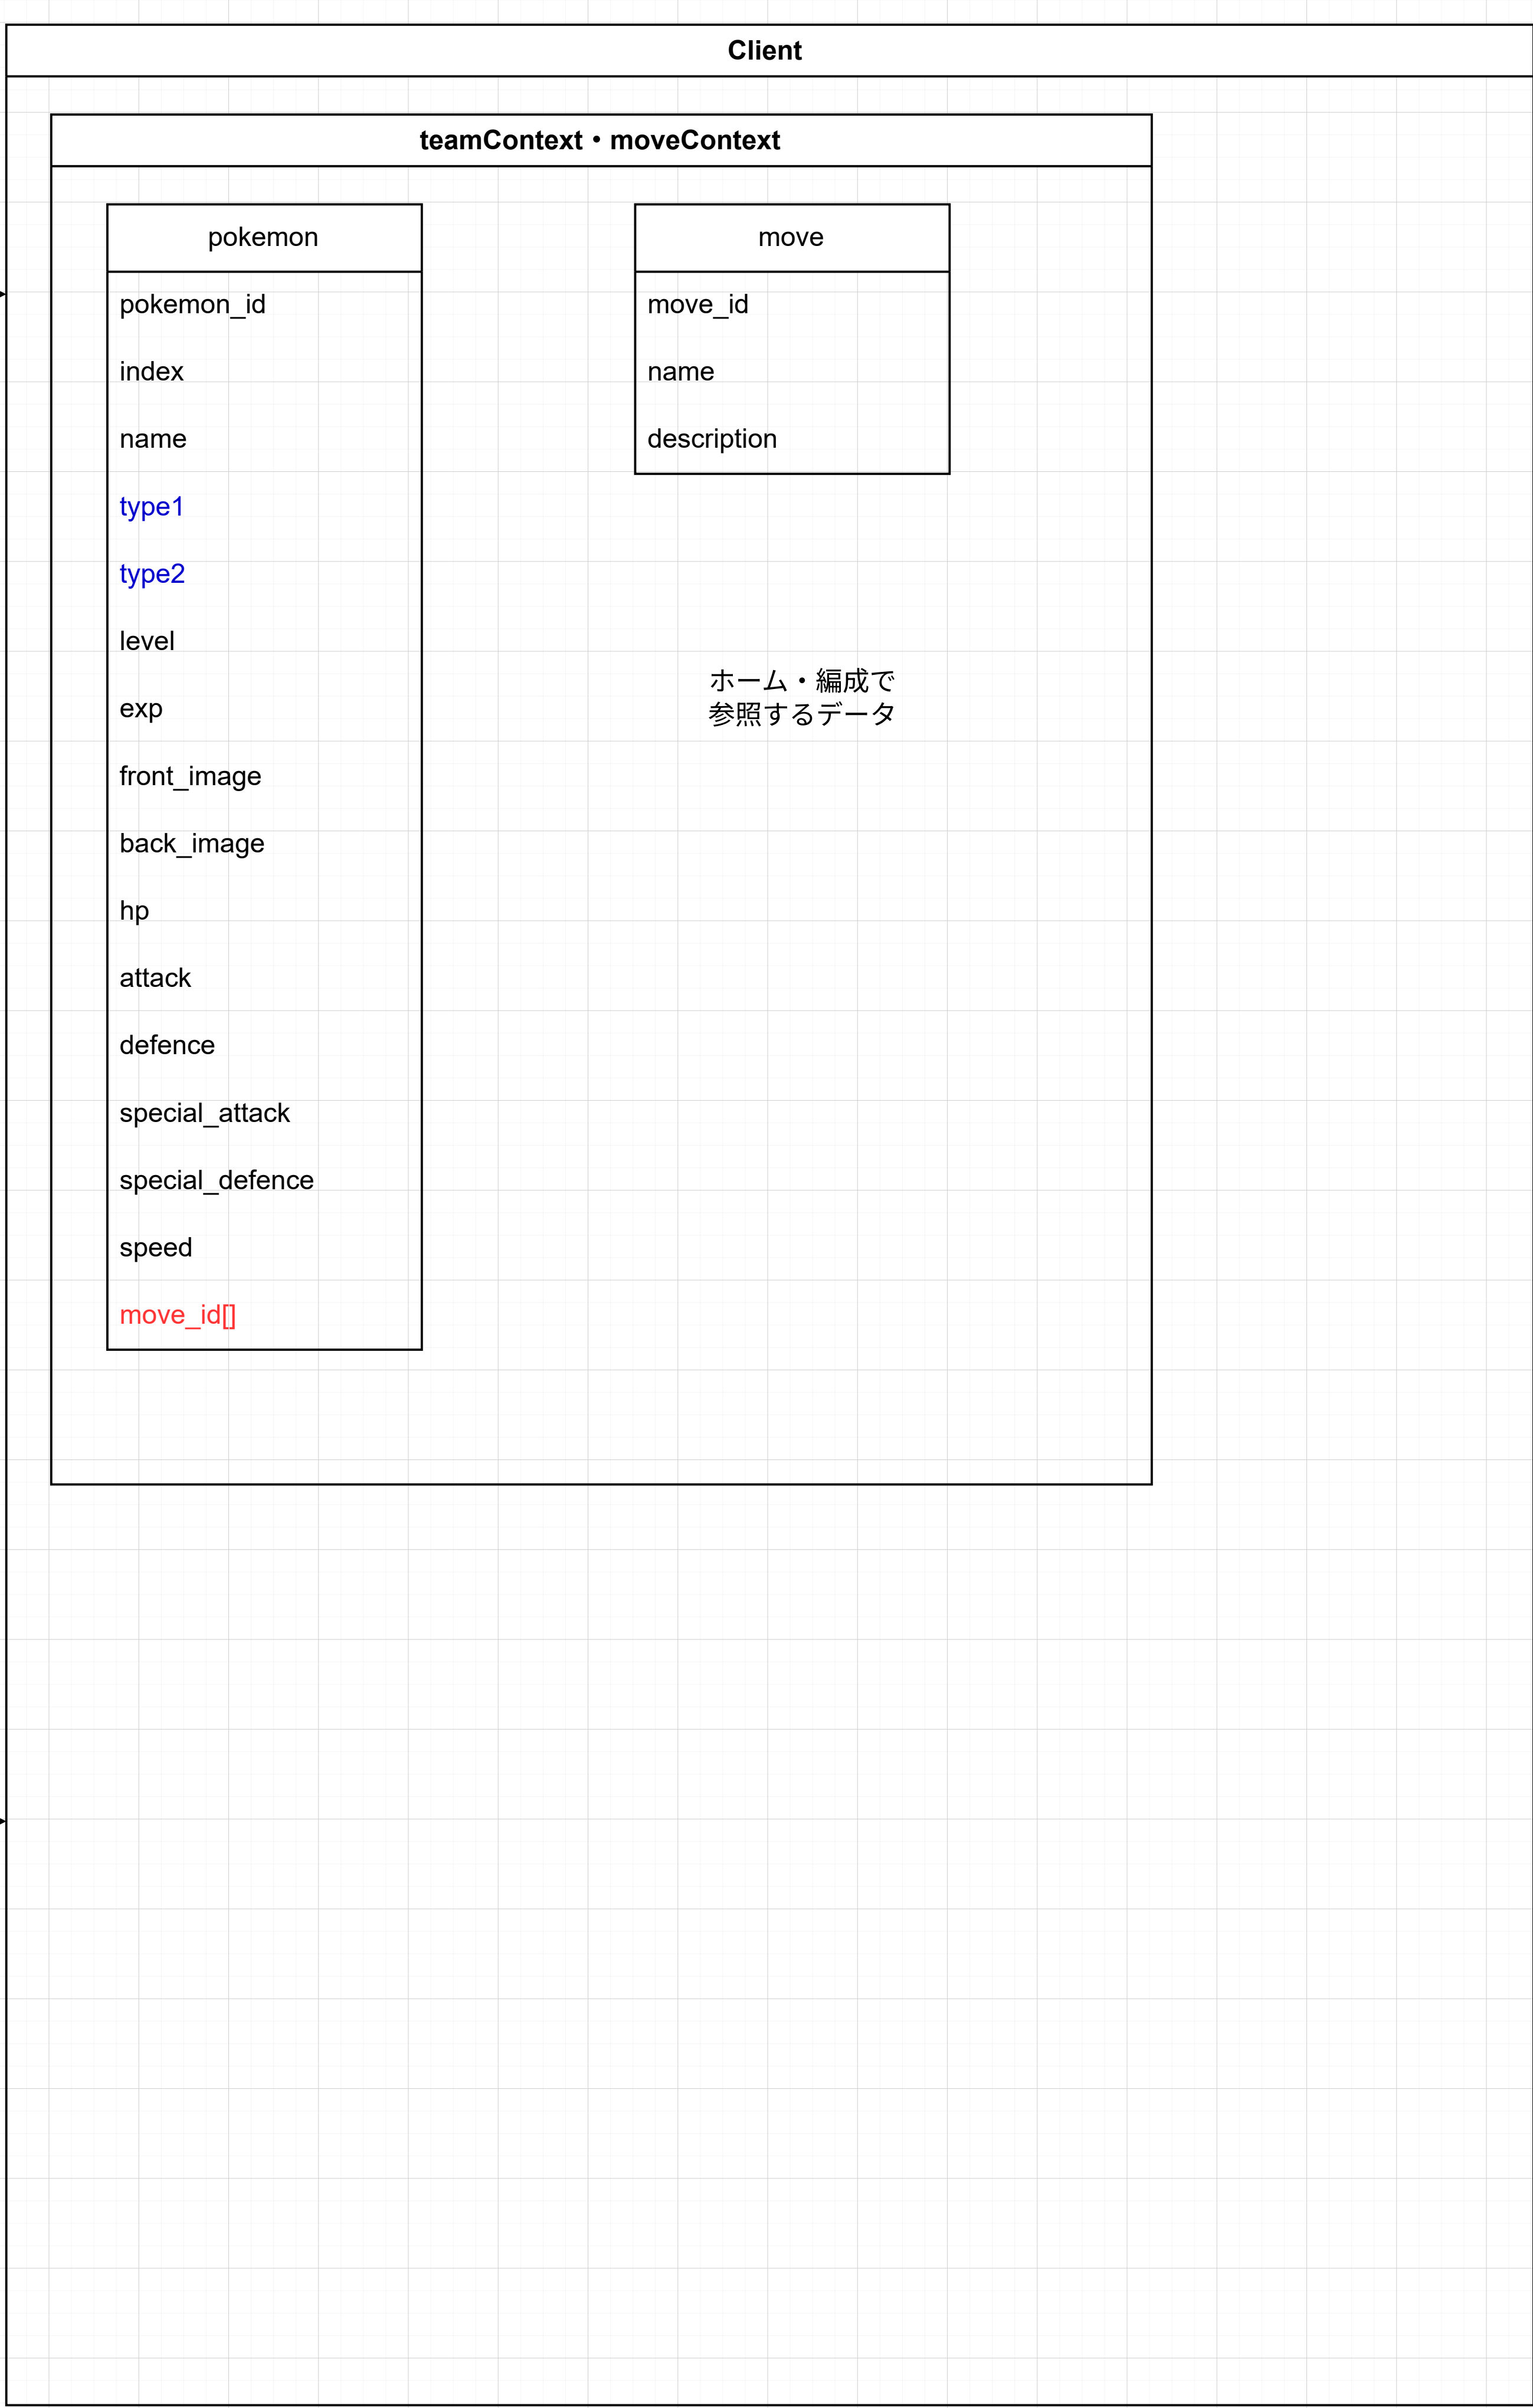 Client
teamContext・moveContext
pokemon
pokemon_id
index
name
type1
type2
level
exp
front_image
back_image
hp
attack
defence
special_attack
special_defence
speed
move_id[]
move
move_id
name
description
ホーム・編成で
参照するデータ